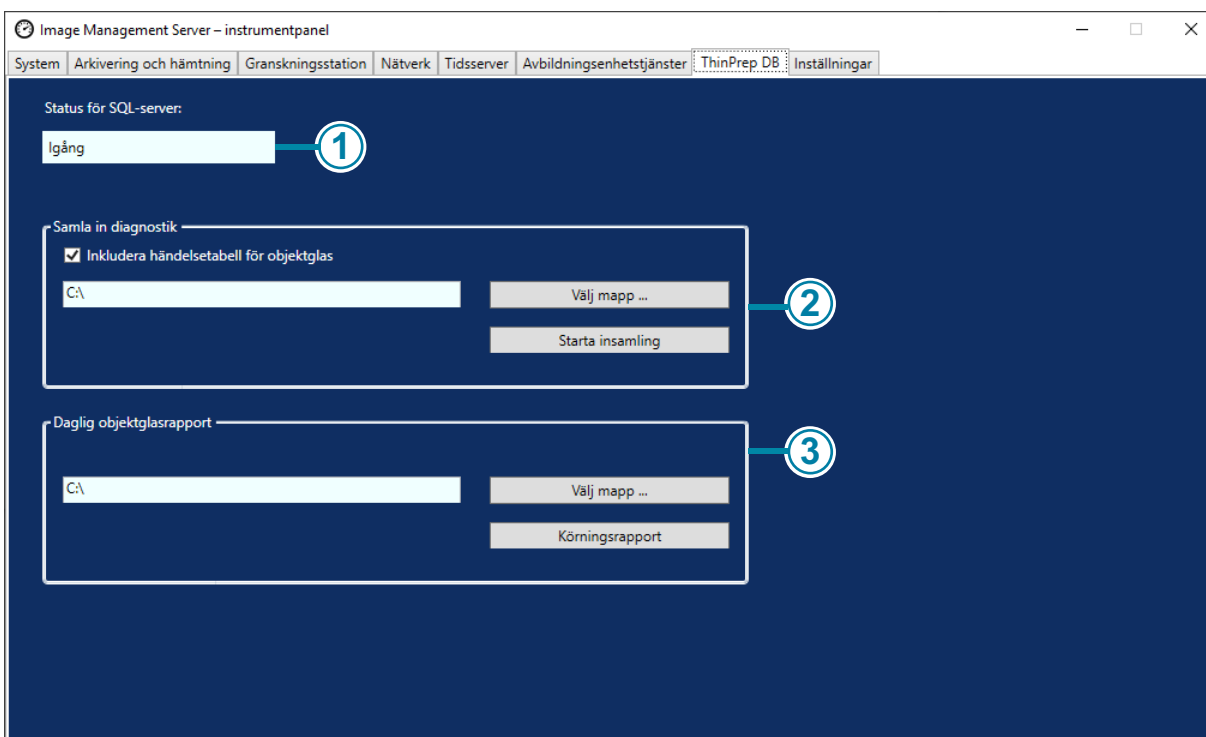 Image Management Server – instrumentpanel
System Arkivering och hämtning Granskningsstation Nätverk Tidsserver Avbildningsenhetstjänster ThinPrep DB Inställningar
Status för SQL-server:
Igång
1
Samla in diagnostik
Inkludera händelsetabell för objektglas
C:\ Välj mapp ...
2
Starta insamling
Daglig objektglasrapport
3
C:\ Välj mapp ...
Körningsrapport